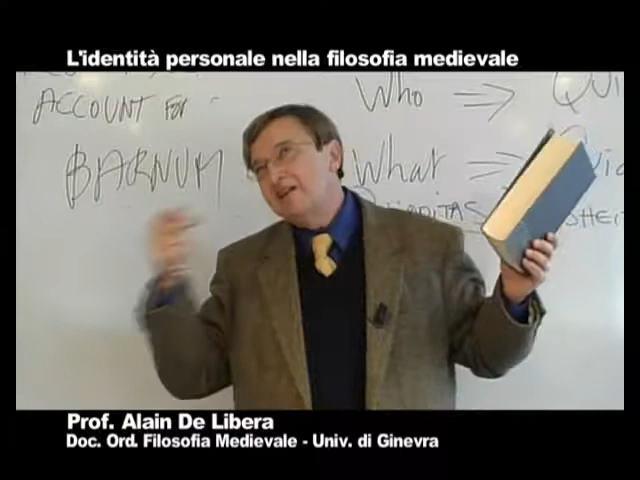 L'identità personale nella filosofia medievale
ACCOUNT FOR
Who ⇒
BARNUM
What ⇒
Prof. Alain De Libera
Doc. Ord. Filosofia Medievale - Univ. di Ginevra